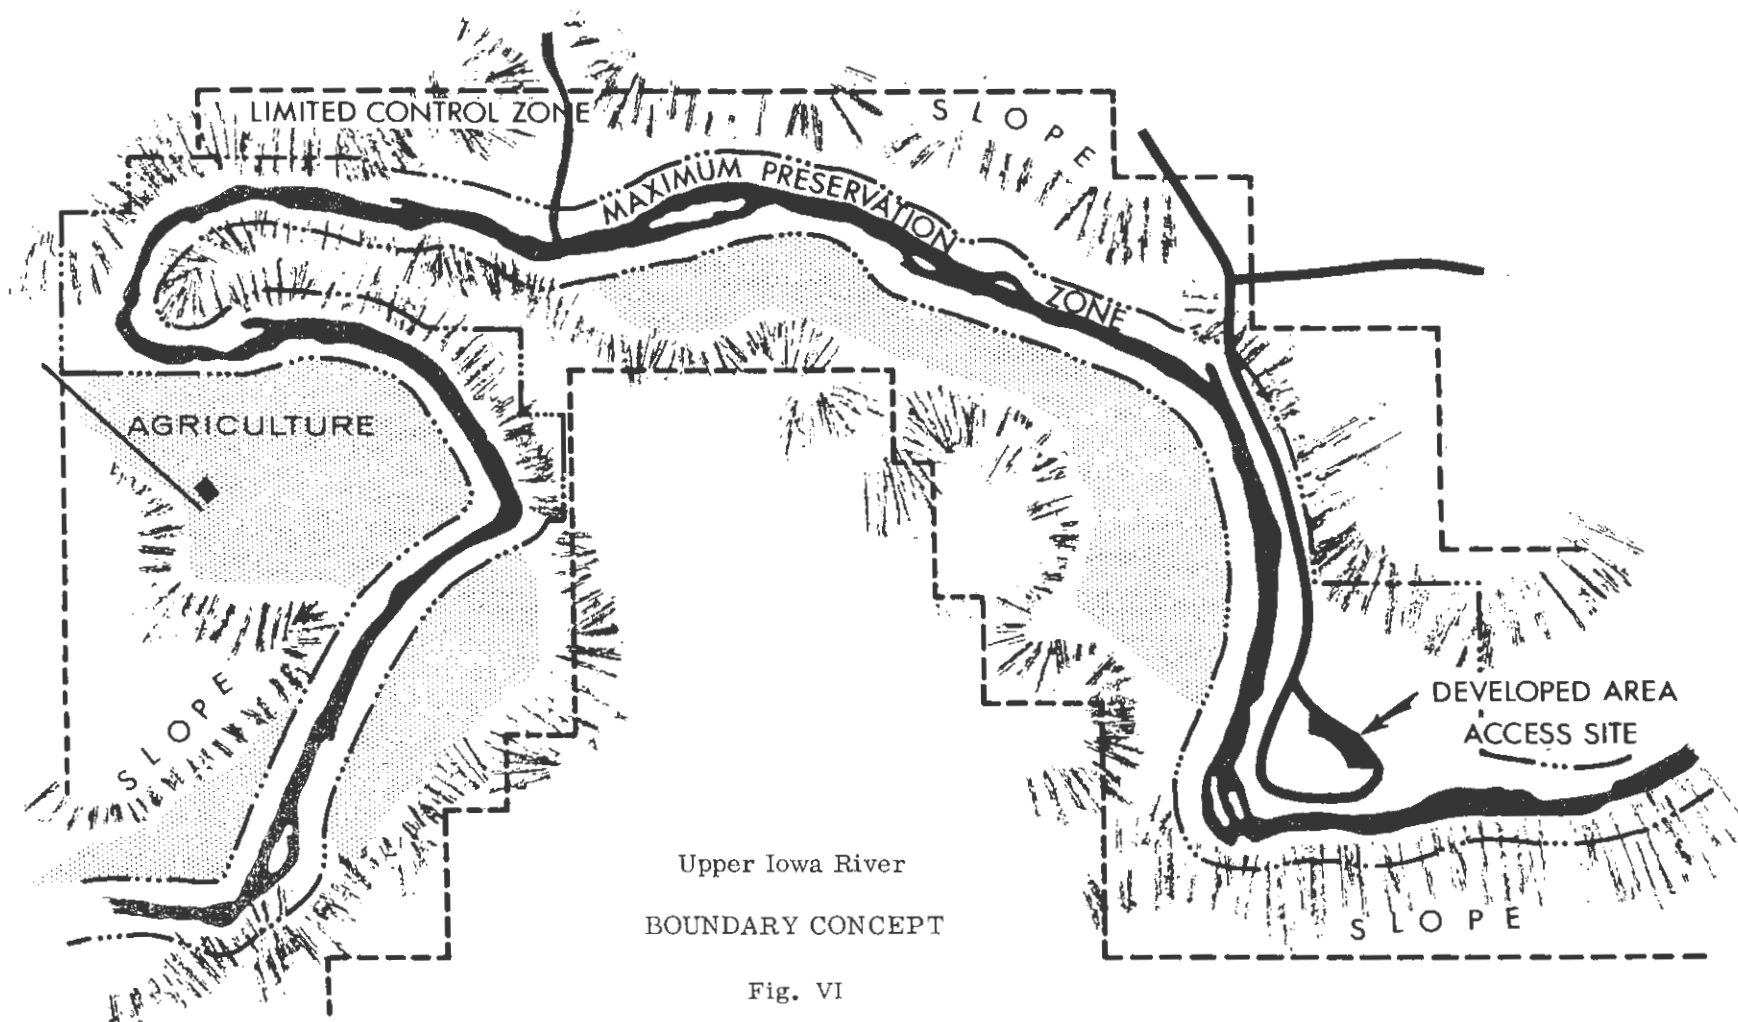 LIMITED CONTROL ZONE
SLOPE
MAXIMUM PRESERVATION ZONE
AGRICULTURE
SLOPE
DEVELOPED AREA
ACCESS SITE
SLOPE
Upper Iowa River
BOUNDARY CONCEPT
Fig. VI